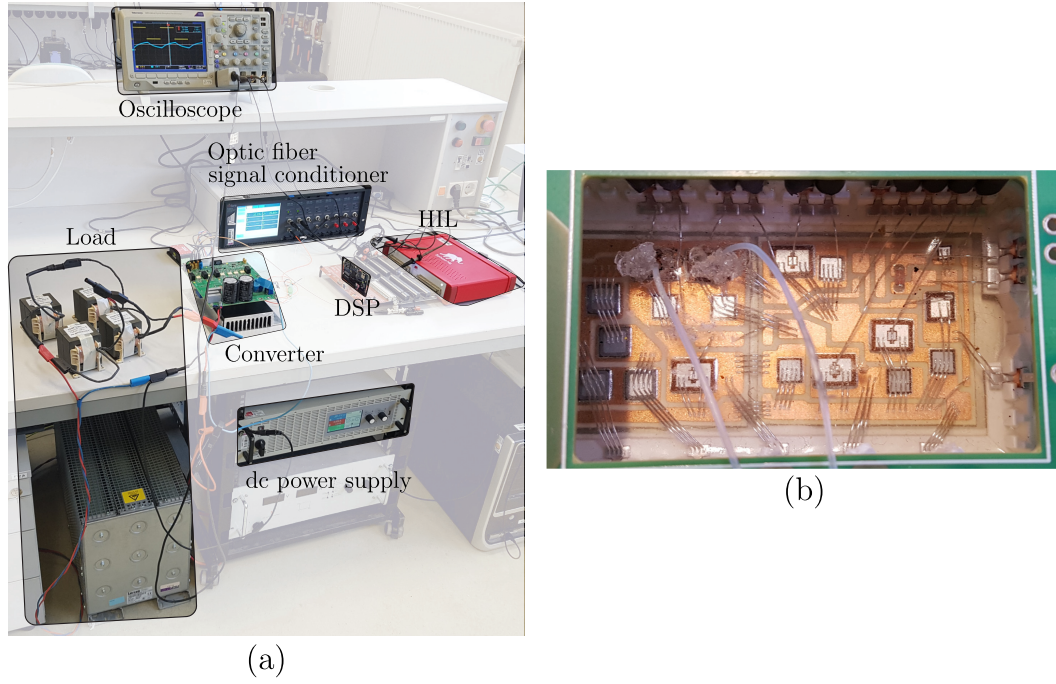 Oscilloscope
Optic fiber
signal conditioner
HIL
Load
DSP
Converter
dc power supply
(a)
(b)